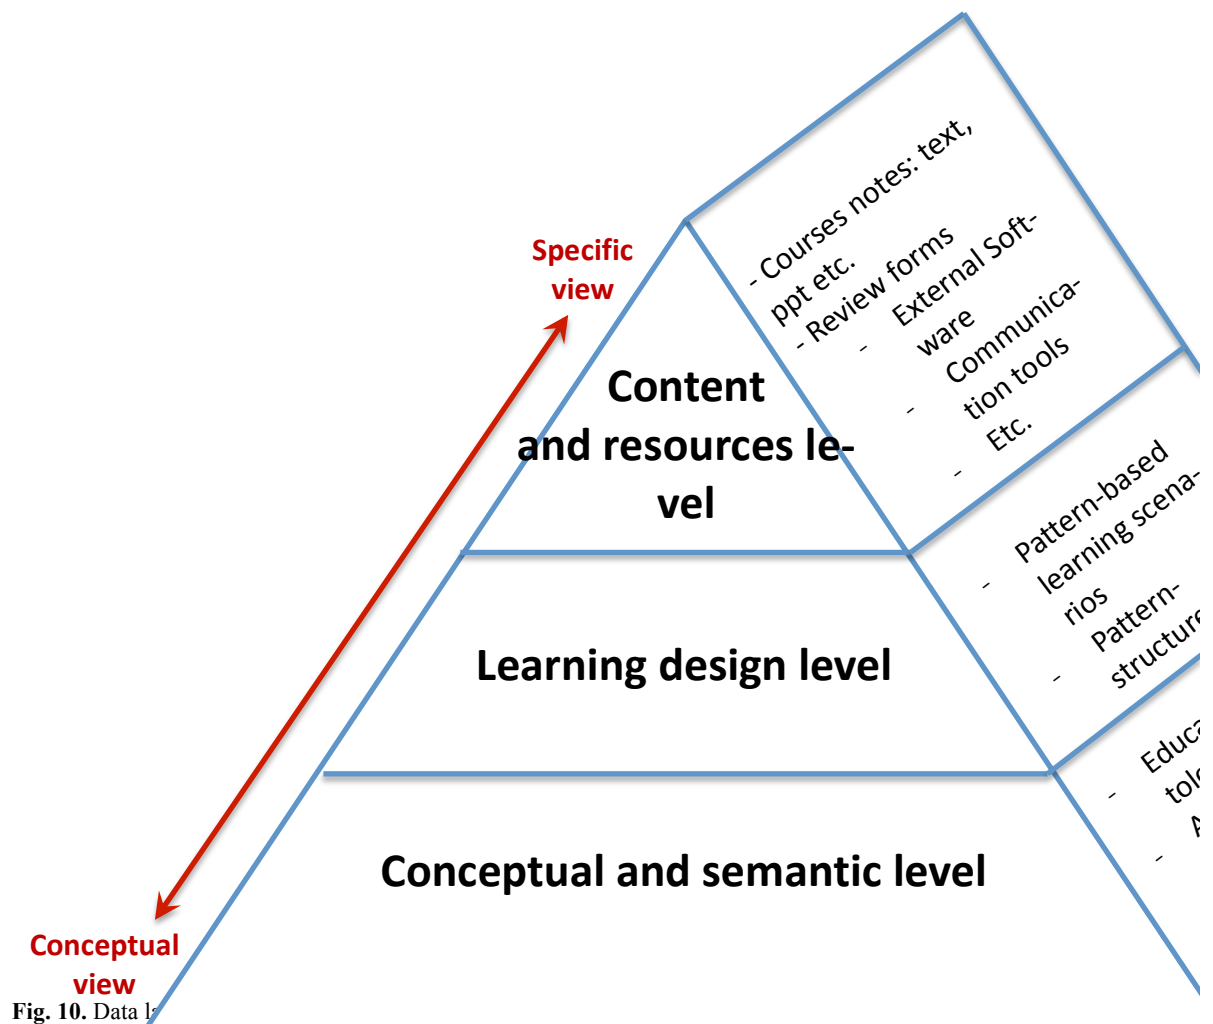 Specific
view
Content
and resources le-
vel
Learning design level
Conceptual and semantic level
Conceptual
view
- Courses notes: text,
ppt etc.
- Review forms
- External Soft-
ware
- Communica-
tion tools
- Etc.
- Pattern-based
learning scena-
rios
- Pattern-
structure
-
-
Fig. 10. Data